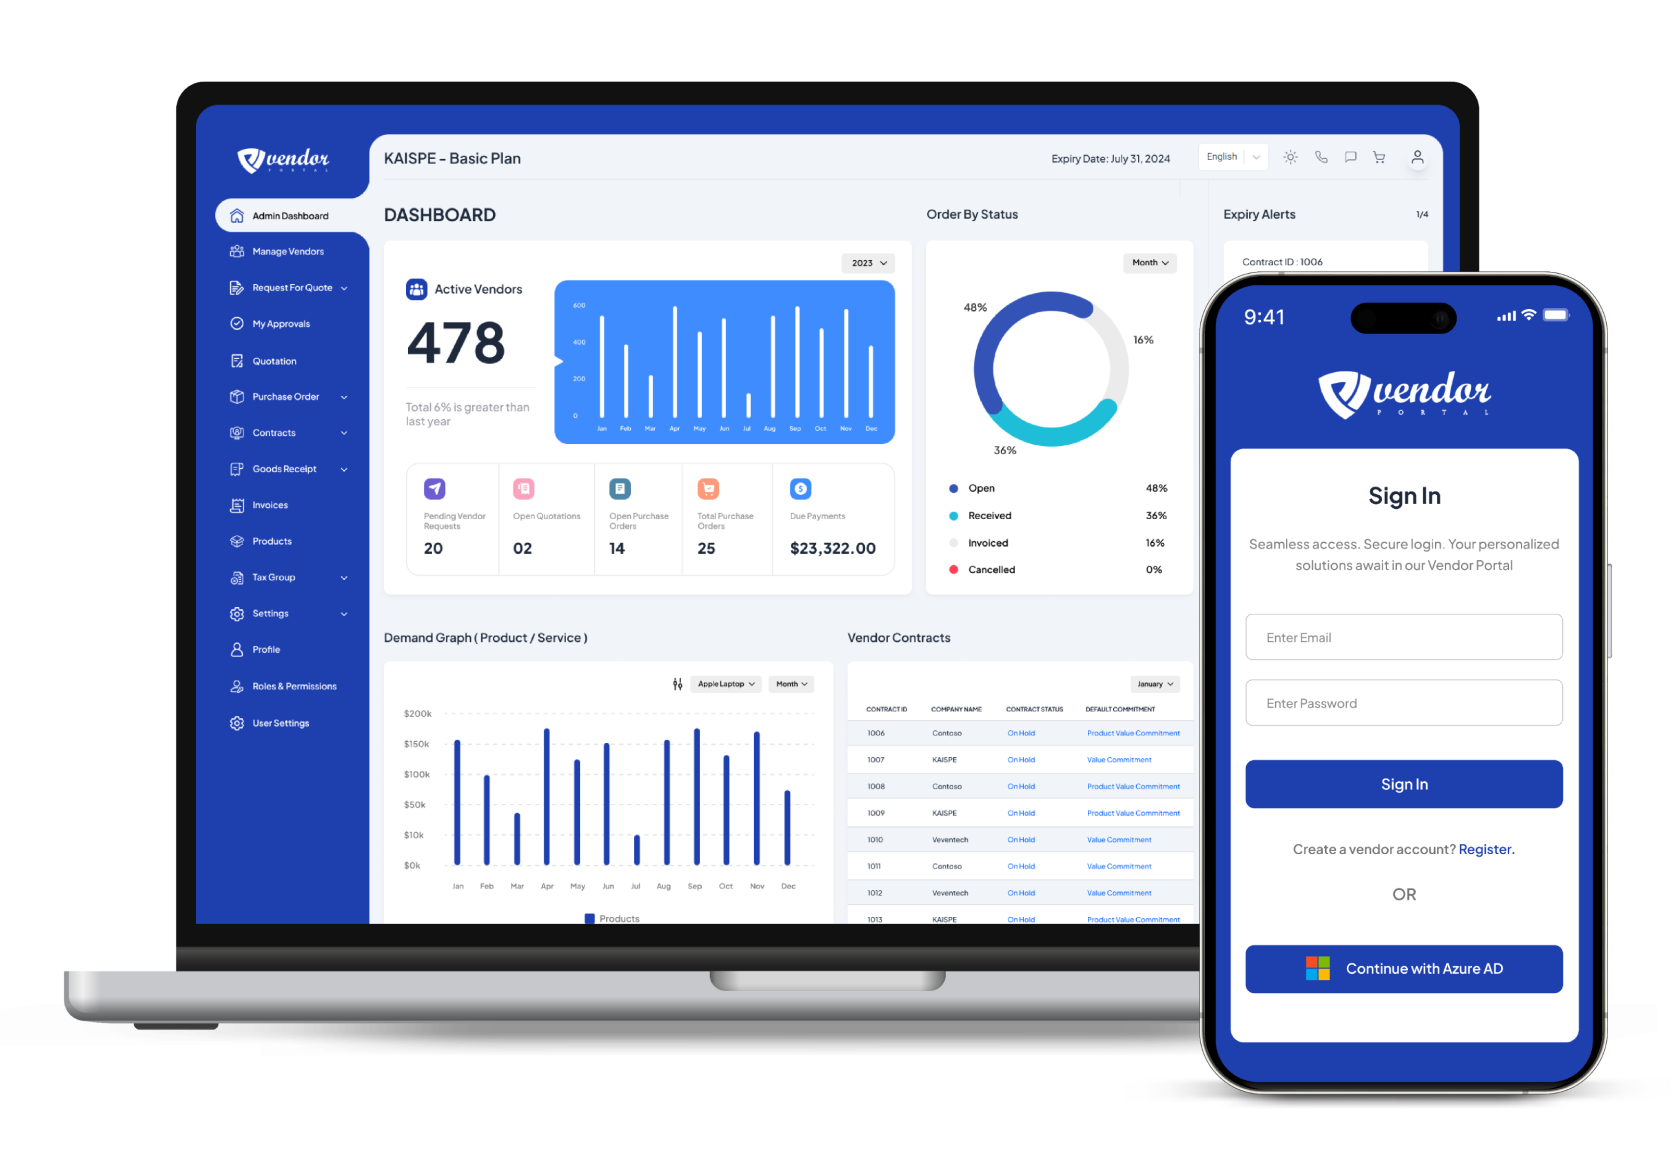 vendor
PORTAL
KAISPE - Basic Plan
Expiry Date: July 31, 2024
English
Admin Dashboard
Manage Vendors
Request For Quote
My Approvals
Quotation
Purchase Order
Contracts
Goods Receipt
Invoices
Products
Tax Group
Settings
Profile
Roles & Permissions
User Settings
DASHBOARD
2023
Active Vendors
478
Total 6% is greater than
last year
600
400
200
0
Jan Feb Mar Apr May Jun Jul Aug Sep Oct Nov Dec
Pending Vendor
Requests
20
Open Quotations
02
Open Purchase
Orders
14
Total Purchase
Orders
25
Due Payments
$23,322.00
Order By Status
Month
48%
16%
36%
Open 48%
Received 36%
Invoiced 16%
Cancelled 0%
Expiry Alerts 1/4
Contract ID : 1006
Demand Graph ( Product / Service )
Apple Laptop Month
$200k
$150k
$100k
$50k
$10k
$0k
Jan Feb Mar Apr May Jun Jul Aug Sep Oct Nov Dec
Products
Vendor Contracts
January
CONTRACT ID COMPANY NAME CONTRACT STATUS DEFAULT COMMITMENT
1006 Contoso On Hold Product Value Commitment
1007 KAISPE On Hold Value Commitment
1008 Contoso On Hold Product Value Commitment
1009 KAISPE On Hold Product Value Commitment
1010 Veventech On Hold Value Commitment
1011 Contoso On Hold Value Commitment
1012 Veventech On Hold Value Commitment
1013 KAISPE On Hold Product Value Commitment
9:41
vendor
PORTAL
Sign In
Seamless access. Secure login. Your personalized
solutions await in our Vendor Portal
Enter Email
Enter Password
Sign In
Create a vendor account? Register.
OR
Continue with Azure AD